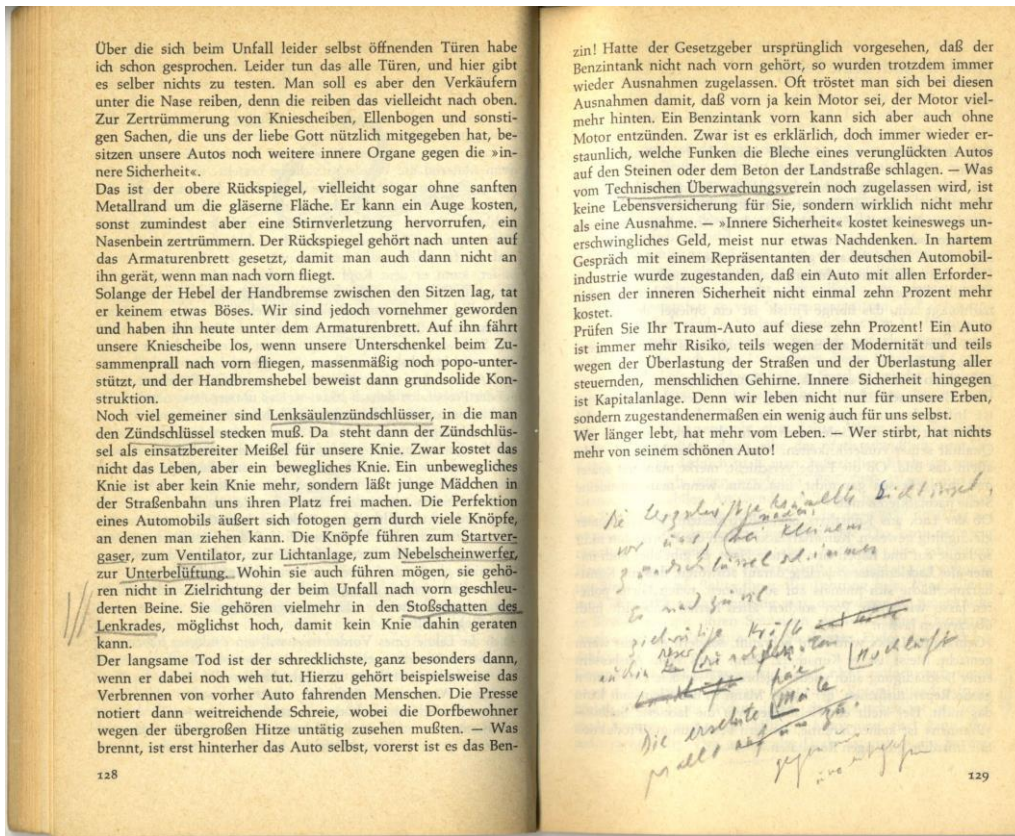 Über die sich beim Unfall leider selbst öffnenden Türen habe
ich schon gesprochen. Leider tun das alle Türen, und hier gibt
es selber nichts zu testen. Man soll es aber den Verkäufern
unter die Nase reiben, denn die reiben das vielleicht nach oben.
Zur Zertrümmerung von Kniescheiben, Ellenbogen und sonsti-
gen Sachen, die uns der liebe Gott nützlich mitgegeben hat, be-
sitzen unsere Autos noch weitere innere Organe gegen die »in-
nere Sicherheit«.
Das ist der obere Rückspiegel, vielleicht sogar ohne sanften
Metallrand um die gläserne Fläche. Er kann ein Auge kosten,
sonst zumindest aber eine Stirnverletzung hervorrufen, ein
Nasenbein zertrümmern. Der Rückspiegel gehört nach unten auf
das Armaturenbrett gesetzt, damit man auch dann nicht an
ihn gerät, wenn man nach vorn fliegt.
Solange der Hebel der Handbremse zwischen den Sitzen lag, tat
er keinem etwas Böses. Wir sind jedoch vornehmer geworden
und haben ihn heute unter dem Armaturenbrett. Auf ihn fährt
unsere Kniescheibe los, wenn unsere Unterschenkel beim Zu-
sammenprall nach vorn fliegen, massenmäßig noch popo-unter-
stützt, und der Handbremshebel beweist dann grundsolide Kon-
struktion.
Noch viel gemeiner sind Lenksäulenzündschlüsser, in die man
den Zündschlüssel stecken muß. Da steht dann der Zündschlüs-
sel als einsatzbereiter Meißel für unsere Knie. Zwar kostet das
nicht das Leben, aber ein bewegliches Knie. Ein unbewegliches
Knie ist aber kein Knie mehr, sondern läßt junge Mädchen in
der Straßenbahn uns ihren Platz frei machen. Die Perfektion
eines Automobils äußert sich fotogen gern durch viele Knöpfe,
an denen man ziehen kann. Die Knöpfe führen zum Startver-
gaser, zum Ventilator, zur Lichtanlage, zum Nebelscheinwerfer,
zur Unterbelüftung. Wohin sie auch führen mögen, sie gehö-
ren nicht in Zielrichtung der beim Unfall nach vorn geschleu-
derten Beine. Sie gehören vielmehr in den Stoßschatten des
Lenkrades, möglichst hoch, damit kein Knie dahin geraten
kann.
Der langsame Tod ist der schrecklichste, ganz besonders dann,
wenn er dabei noch weh tut. Hierzu gehört beispielsweise das
Verbrennen von vorher Auto fahrenden Menschen. Die Presse
notiert dann weitreichende Schreie, wobei die Dorfbewohner
wegen der übergroßen Hitze untätig zusehen mußten. — Was
brennt, ist erst hinterher das Auto selbst, vorerst ist es das Ben-
128
zin! Hatte der Gesetzgeber ursprünglich vorgesehen, daß der
Benzintank nicht nach vorn gehört, so wurden trotzdem immer
wieder Ausnahmen zugelassen. Oft tröstet man sich bei diesen
Ausnahmen damit, daß vorn ja kein Motor sei, der Motor viel-
mehr hinten. Ein Benzintank vorn kann sich aber auch ohne
Motor entzünden. Zwar ist es erklärlich, doch immer wieder er-
staunlich, welche Funken die Bleche eines verunglückten Autos
auf den Steinen oder dem Beton der Landstraße schlagen. — Was
vom Technischen Überwachungsverein noch zugelassen wird, ist
keine Lebensversicherung für Sie, sondern wirklich nicht mehr
als eine Ausnahme. — »Innere Sicherheit« kostet keineswegs un-
erschwingliches Geld, meist nur etwas Nachdenken. In hartem
Gespräch mit einem Repräsentanten der deutschen Automobil-
industrie wurde zugestanden, daß ein Auto mit allen Erforder-
nissen der inneren Sicherheit nicht einmal zehn Prozent mehr
kostet.
Prüfen Sie Ihr Traum-Auto auf diese zehn Prozent! Ein Auto
ist immer mehr Risiko, teils wegen der Modernität und teils
wegen der Überlastung der Straßen und der Überlastung aller
steuernden, menschlichen Gehirne. Innere Sicherheit hingegen
ist Kapitalanlage. Denn wir leben nicht nur für unsere Erben,
sondern zugestandenermaßen ein wenig auch für uns selbst.
Wer länger lebt, hat mehr vom Leben. — Wer stirbt, hat nichts
mehr von seinem schönen Auto!
Die
vor uns, bei kleinem
Kräfte
Die ersehnte
129